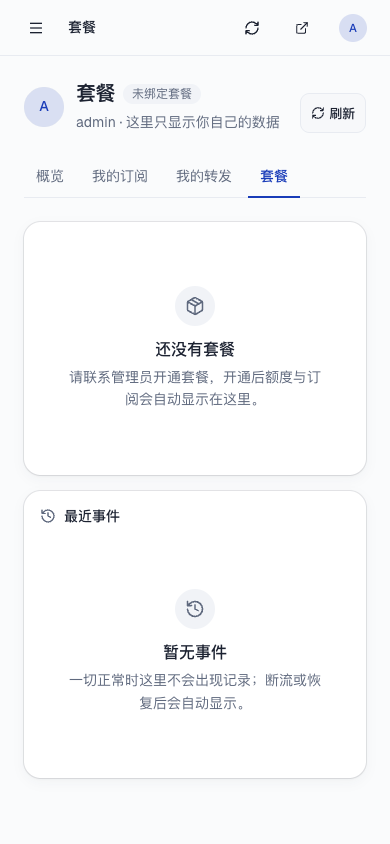 套餐
A
A
套餐
未绑定套餐
admin · 这里只显示你自己的数据
刷新
概览
我的订阅
我的转发
套餐
还没有套餐
请联系管理员开通套餐，开通后额度与订
阅会自动显示在这里。
最近事件
暂无事件
一切正常时这里不会出现记录；断流或恢
复后会自动显示。